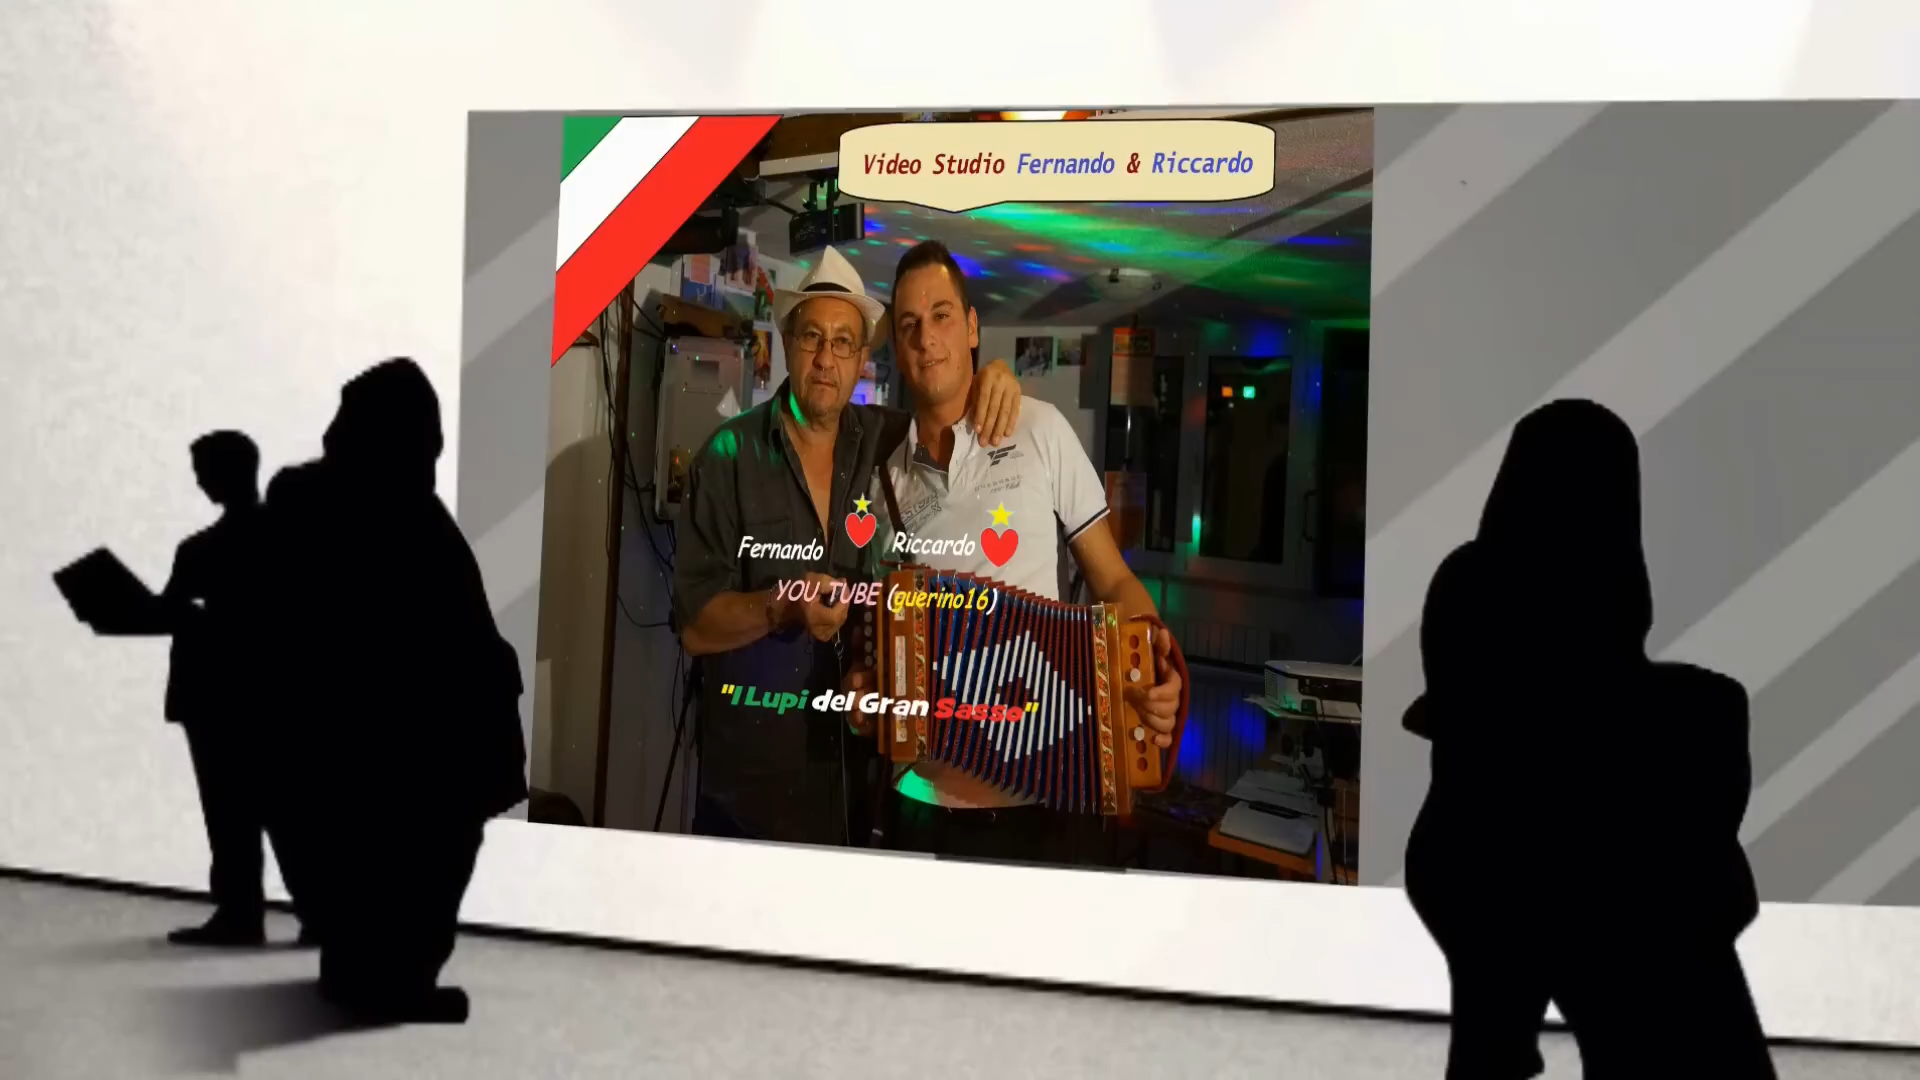 Video Studio Fernando & Riccardo
Fernando Riccardo
YOU TUBE (guerino16)
"I Lupi del Gran Sasso"